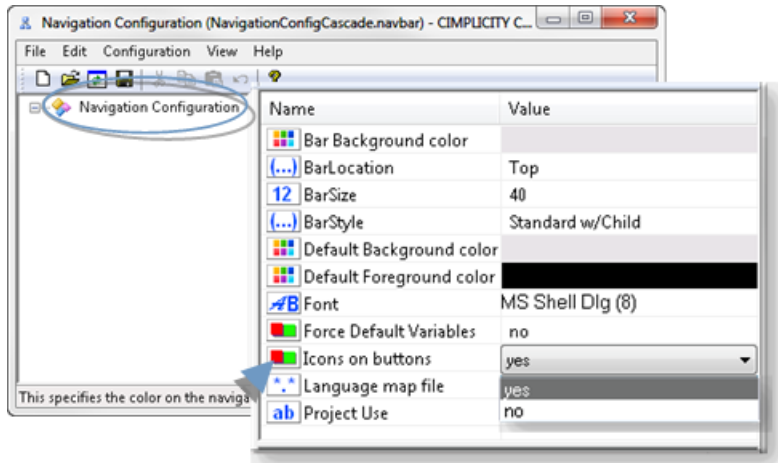 Navigation Configuration (NavigationConfigCascade.navbar) - CIMPLICITY C...
File Edit Configuration View Help
Navigation Configuration
Name Value
Bar Background color
(...) BarLocation Top
12 BarSize 40
(...) BarStyle Standard w/Child
Default Background color
Default Foreground color
AB Font MS Shell Dlg (8)
Force Default Variables no
Icons on buttons yes
*.* Language map file yes
ab Project Use no
This specifies the color on the naviga